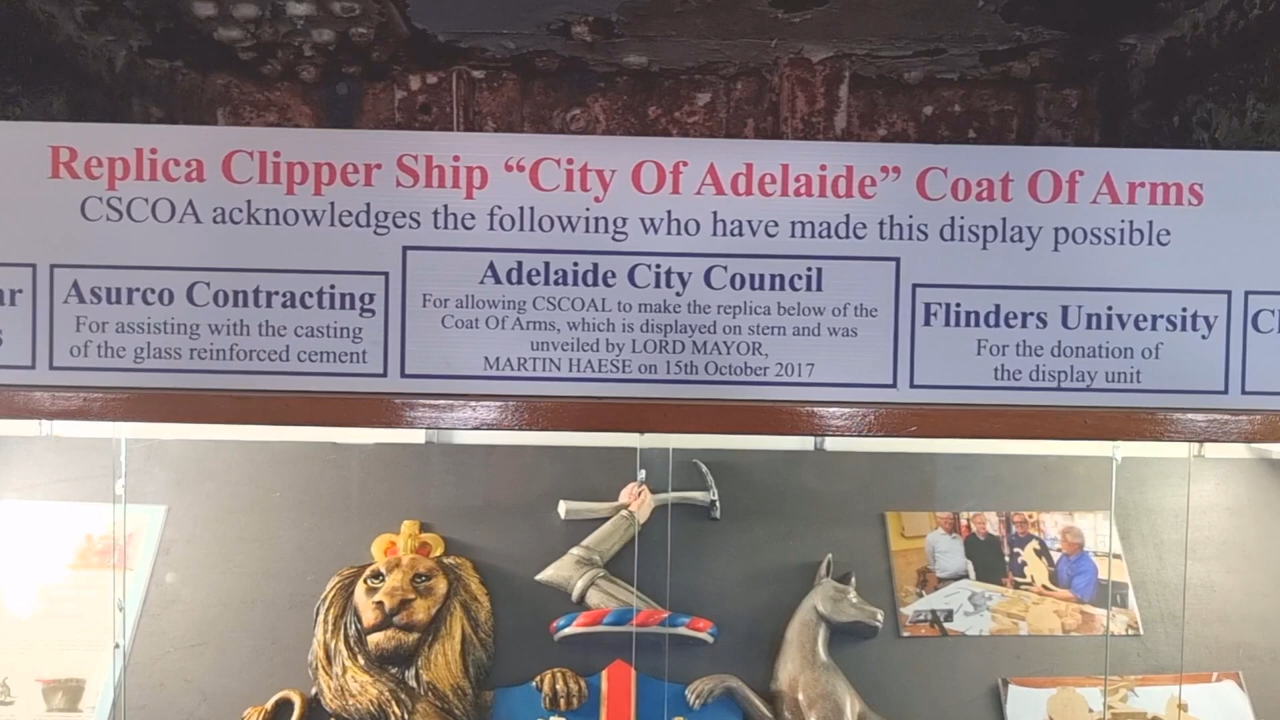 Replica Clipper Ship “City Of Adelaide” Coat Of Arms
CSCOA acknowledges the following who have made this display possible
Asurco Contracting
For assisting with the casting
of the glass reinforced cement
Adelaide City Council
For allowing CSCOAL to make the replica below of the
Coat Of Arms, which is displayed on stern and was
unveiled by LORD MAYOR,
MARTIN HAESE on 15th October 2017
Flinders University
For the donation of
the display unit